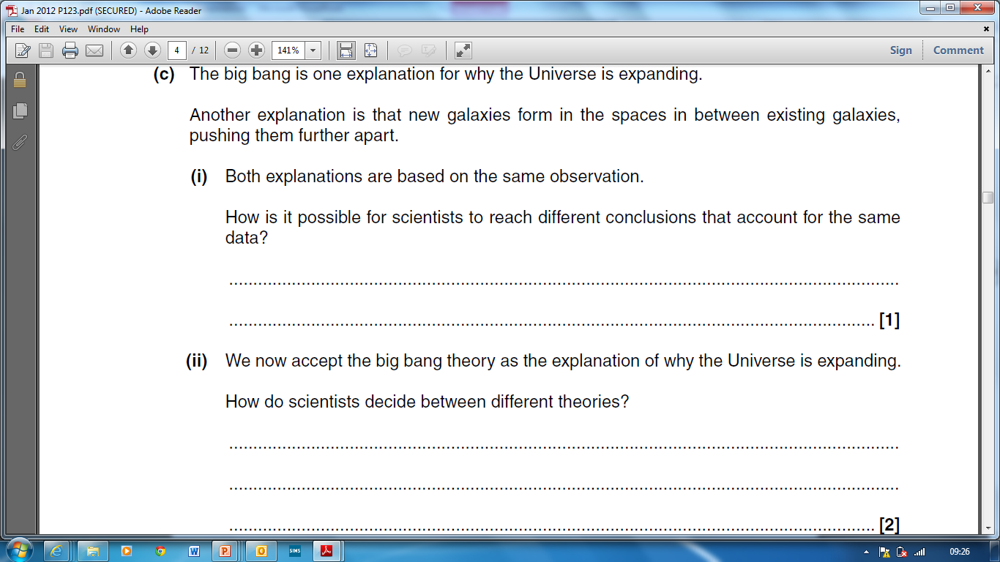 Jan 2012 P123.pdf (SECURED) - Adobe Reader
File Edit View Window Help
4 / 12 141% Sign Comment
(c) The big bang is one explanation for why the Universe is expanding.
Another explanation is that new galaxies form in the spaces in between existing galaxies,
pushing them further apart.
(i) Both explanations are based on the same observation.
How is it possible for scientists to reach different conclusions that account for the same
data?
[1]
(ii) We now accept the big bang theory as the explanation of why the Universe is expanding.
How do scientists decide between different theories?
[2]
SIMS
09:26